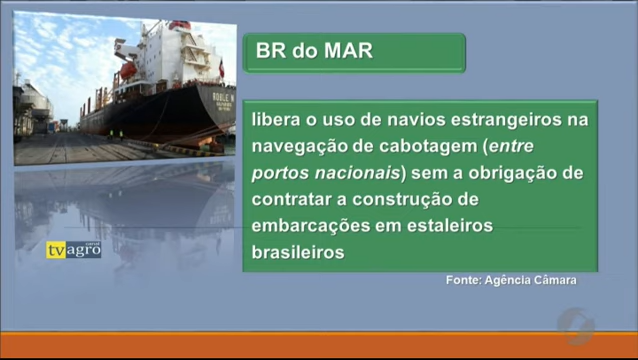 BR do MAR
libera o uso de navios estrangeiros na
navegação de cabotagem (entre
portos nacionais) sem a obrigação de
contratar a construção de
embarcações em estaleiros
brasileiros
Fonte: Agência Câmara
tvagro